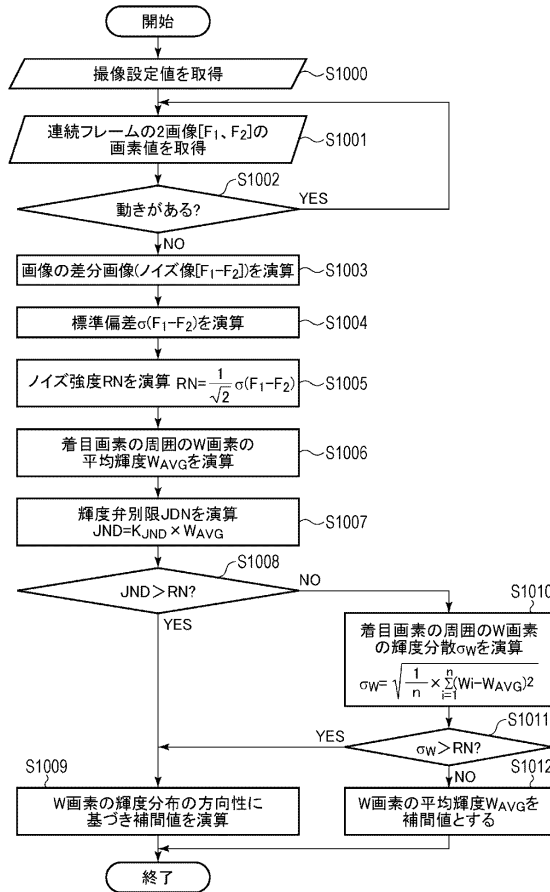 開始
撮像設定値を取得
S1000
連続フレームの2画像[F₁、F₂]の
画素値を取得
S1001
S1002
動きがある?
YES
NO
画像の差分画像(ノイズ像[F₁-F₂])を演算
S1003
標準偏差σ(F₁-F₂)を演算
S1004
ノイズ強度RNを演算 RN=1/√2 σ(F₁-F₂)
S1005
着目画素の周囲のW画素の
平均輝度W_AVGを演算
S1006
輝度弁別限JDNを演算
JND=K_JND×W_AVG
S1007
S1008
JND>RN?
NO
YES
S1010
着目画素の周囲のW画素
の輝度分散σ_Wを演算
σ_W=√(1/n×Σ_{i=1}^{n}(Wi-W_AVG)²)
S1011
σ_W>RN?
YES
NO
S1009
W画素の輝度分布の方向性に
基づき補間値を演算
S1012
W画素の平均輝度W_AVGを
補間値とする
終了